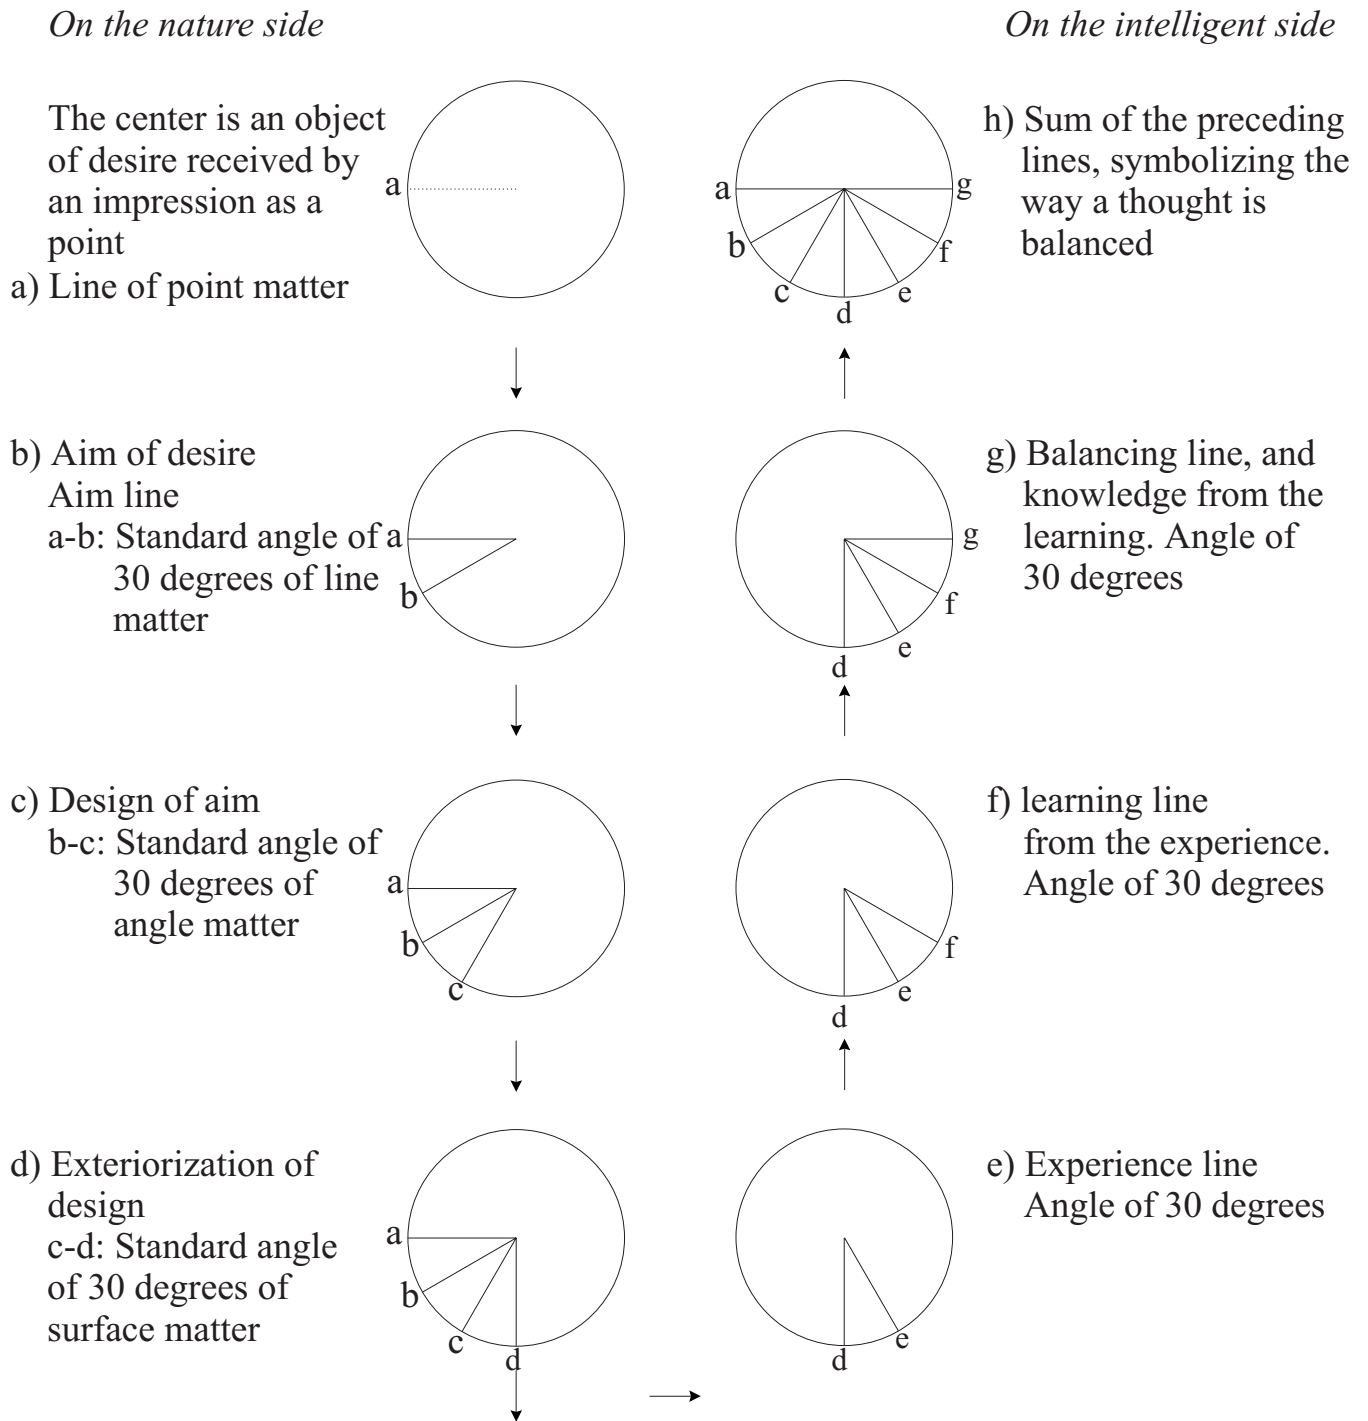 On the nature side
On the intelligent side
The center is an object
of desire received by
an impression as a
point
a) Line of point matter
a
h) Sum of the preceding
lines, symbolizing the
way a thought is
balanced
a
b
c
d
e
f
g
b) Aim of desire
Aim line
a-b: Standard angle of
30 degrees of line
matter
a
b
g) Balancing line, and
knowledge from the
learning. Angle of
30 degrees
g
f
e
d
c) Design of aim
b-c: Standard angle of
30 degrees of
angle matter
a
b
c
f) learning line
from the experience.
Angle of 30 degrees
f
e
d
d) Exteriorization of
design
c-d: Standard angle
of 30 degrees of
surface matter
a
b
c
d
e) Experience line
Angle of 30 degrees
d
e